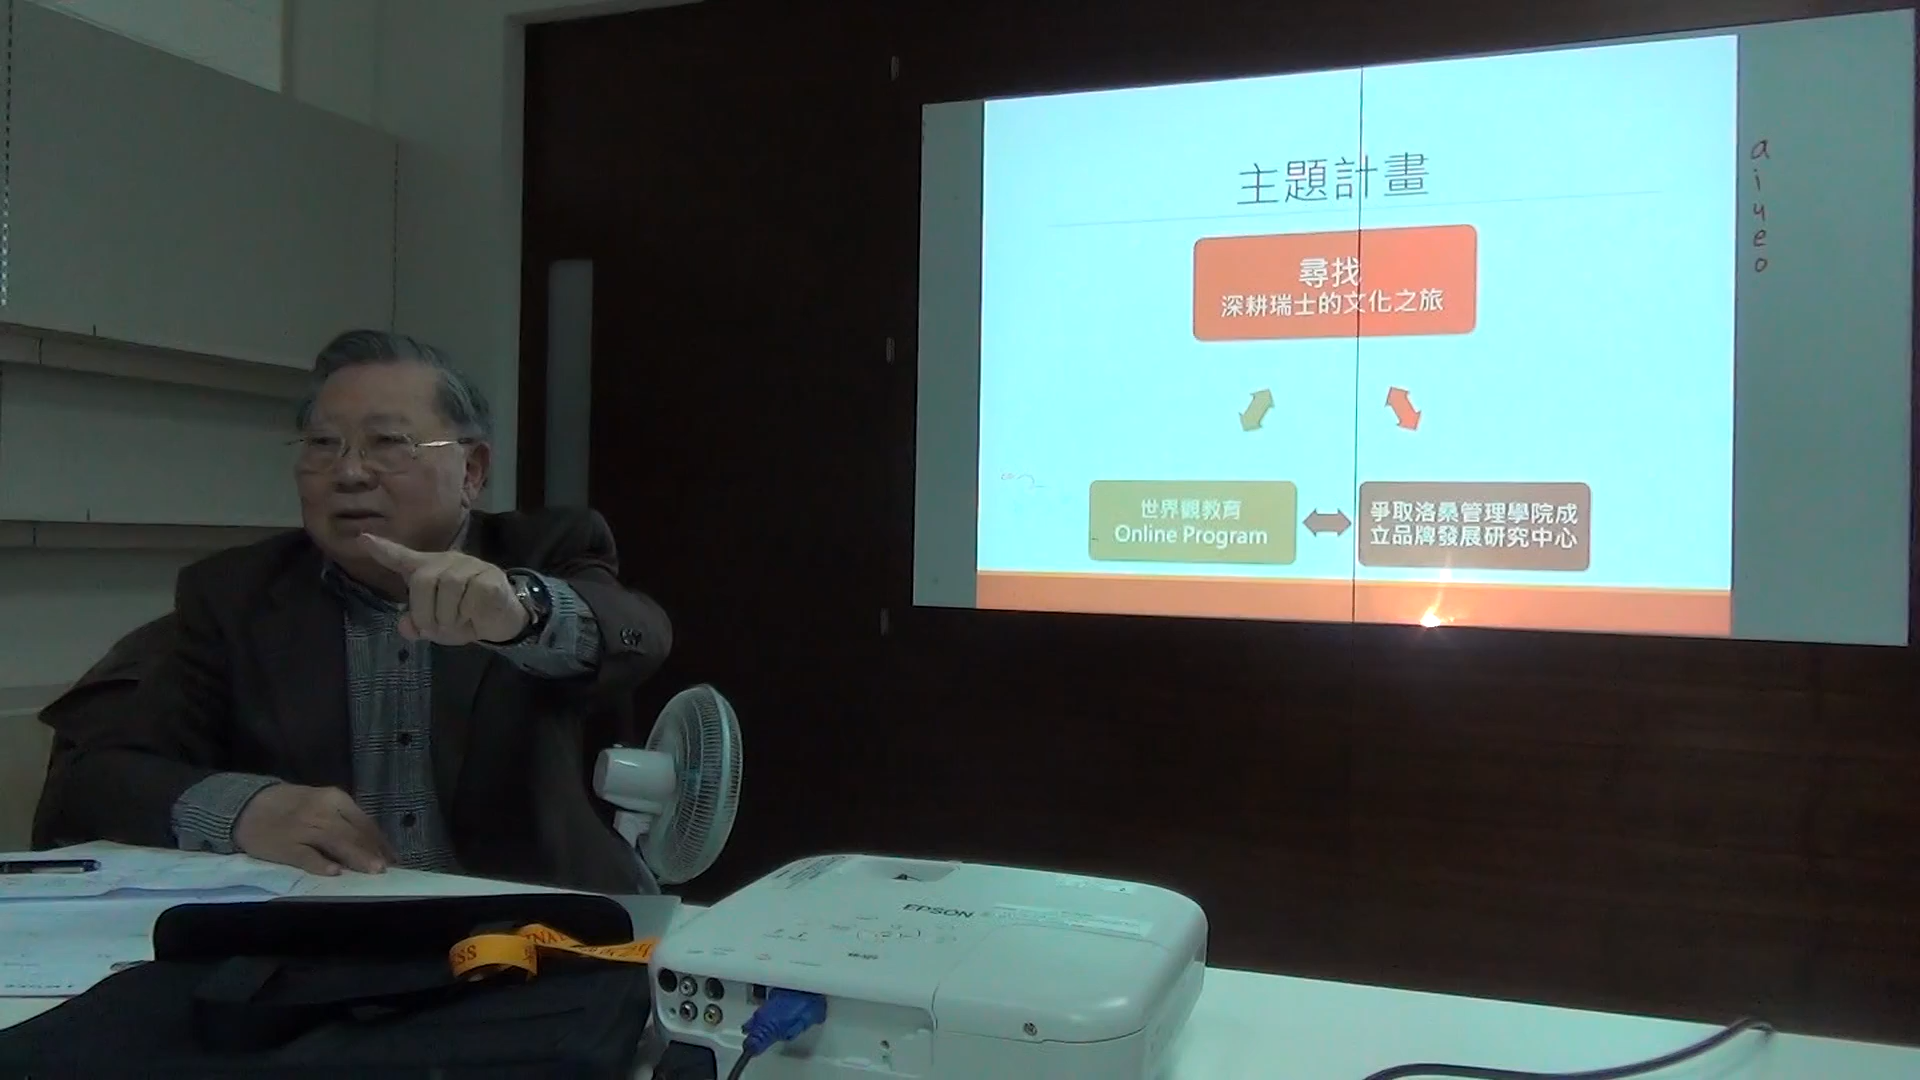 主題計畫
尋找
深耕瑞士的文化之旅
世界觀教育
Online Program
爭取洛桑管理學院成
立品牌發展研究中心
a
i
u
e
o
EPSON